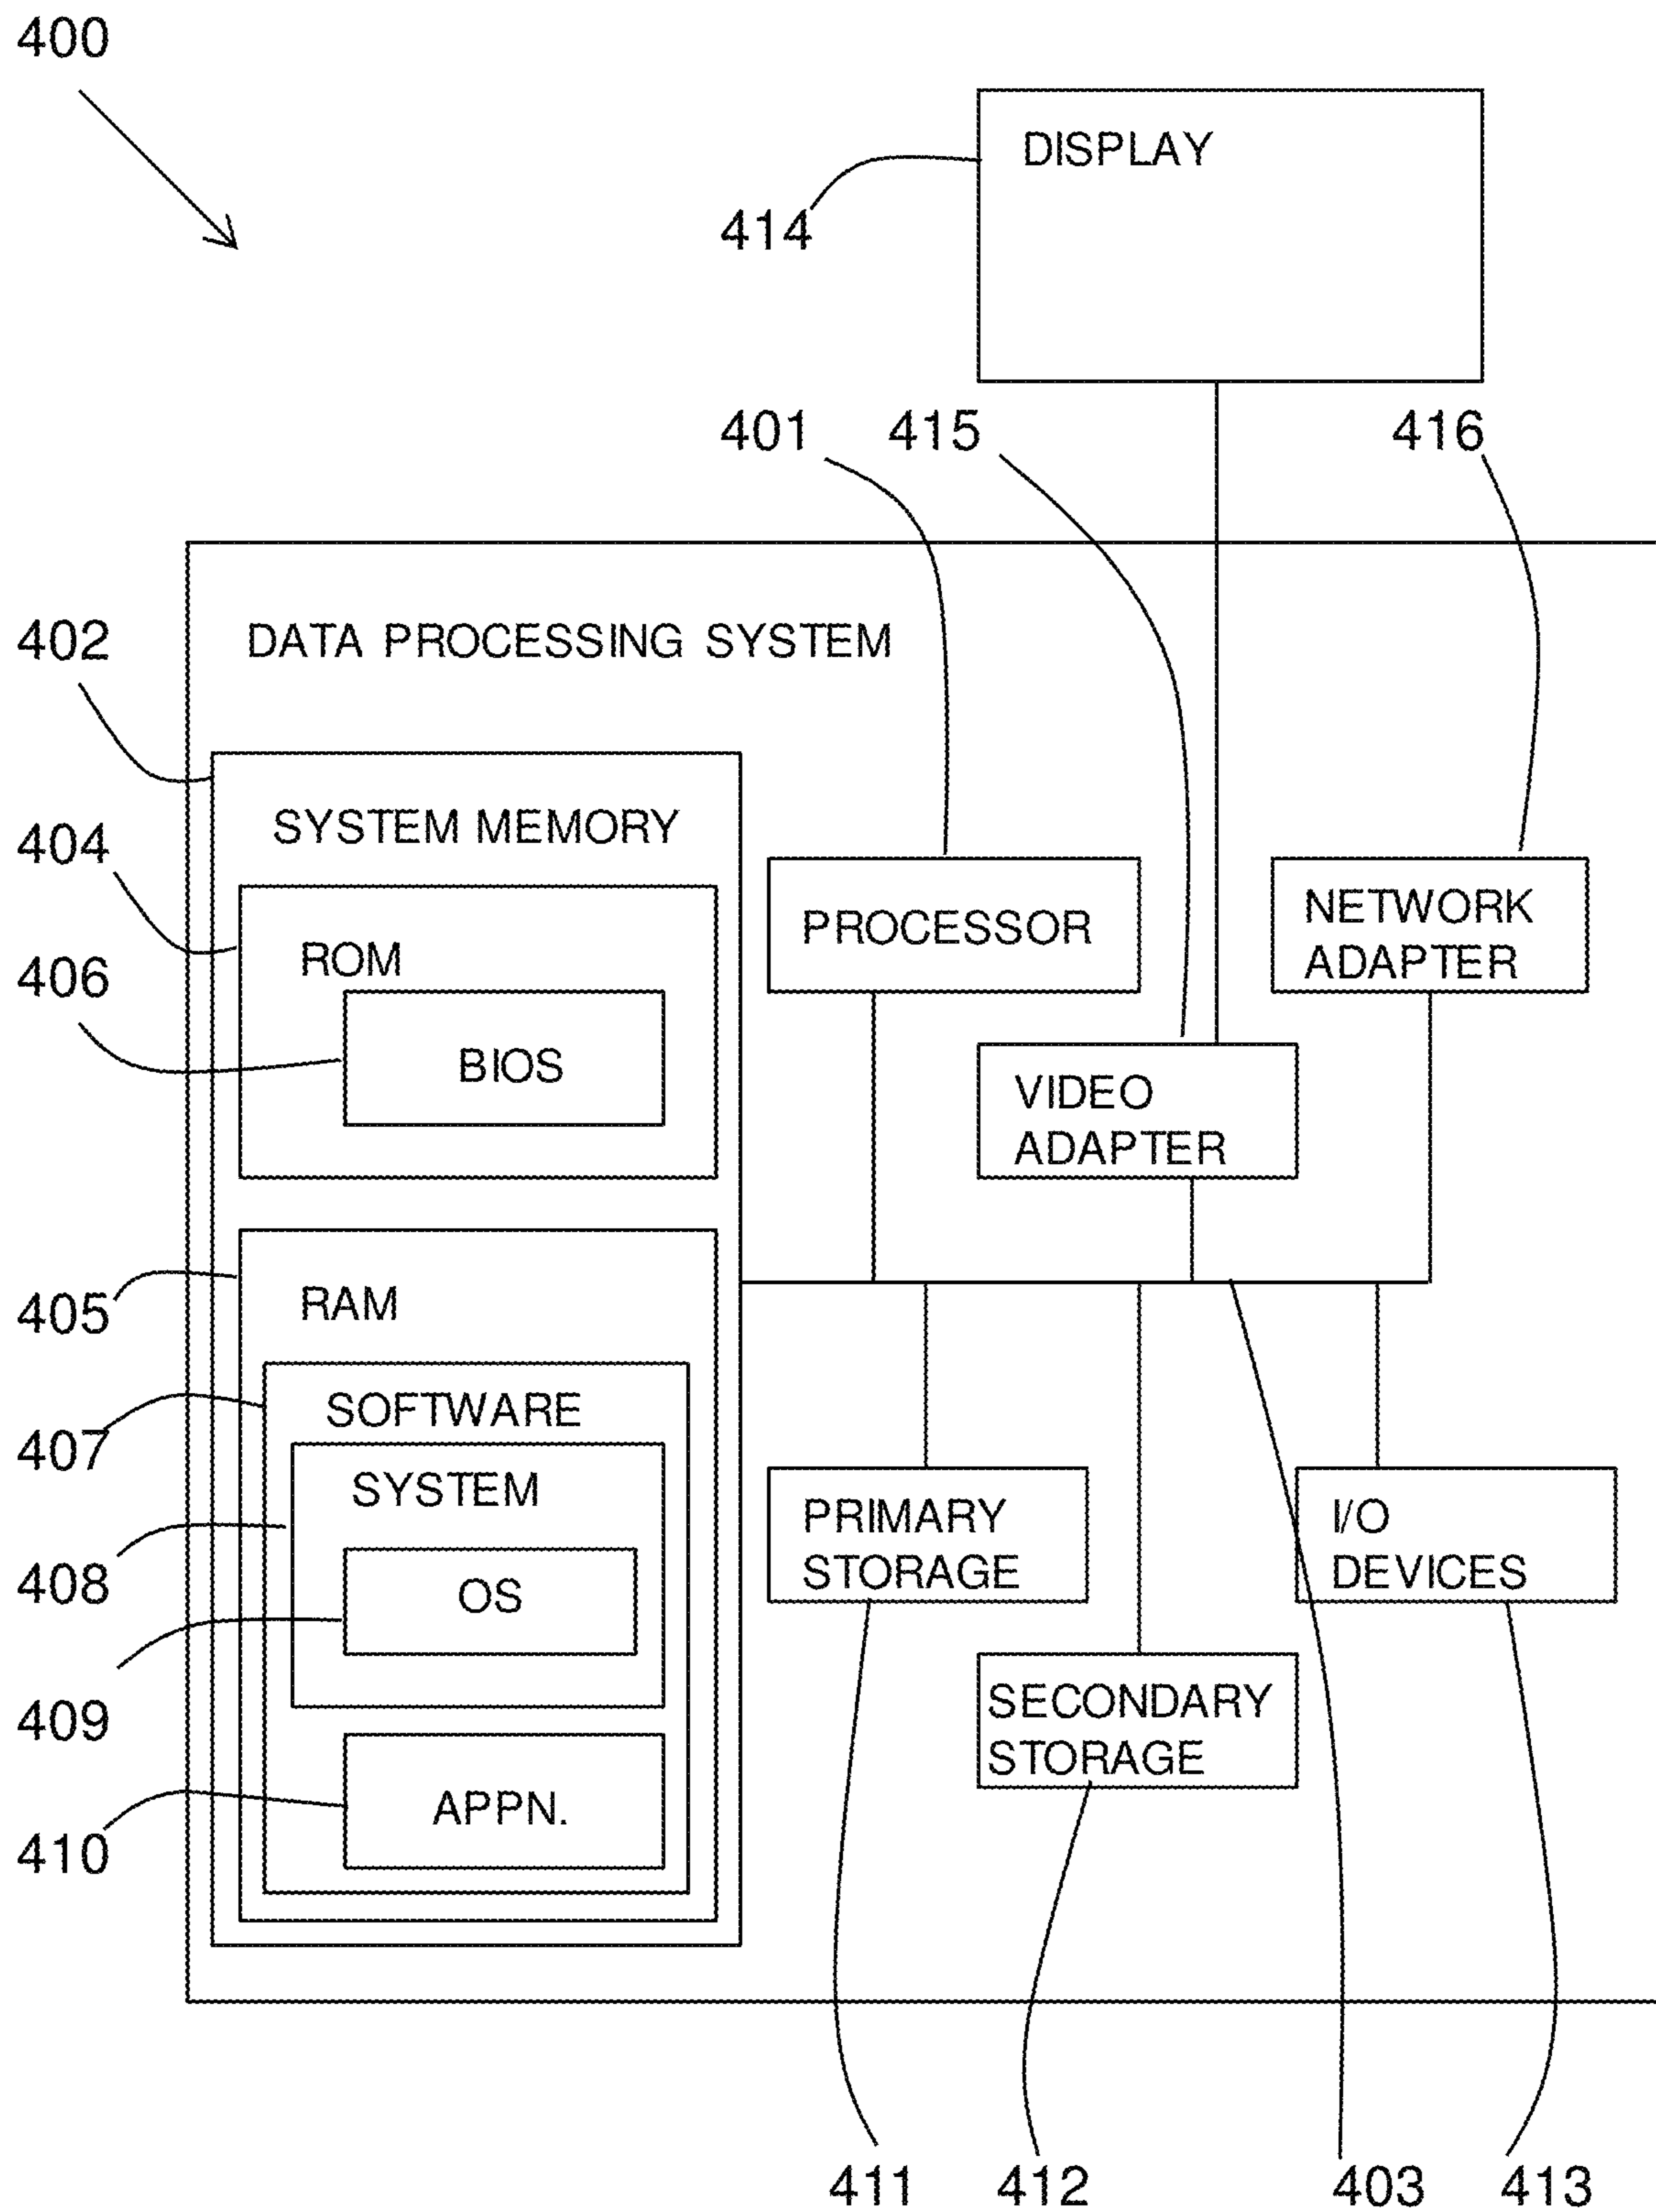 400
DISPLAY
414
401
415
416
DATA PROCESSING SYSTEM
402
SYSTEM MEMORY
404
ROM
406
BIOS
PROCESSOR
NETWORK
ADAPTER
VIDEO
ADAPTER
405
RAM
407
SOFTWARE
SYSTEM
408
OS
409
APPN.
410
PRIMARY
STORAGE
I/O
DEVICES
SECONDARY
STORAGE
411
412
403
413